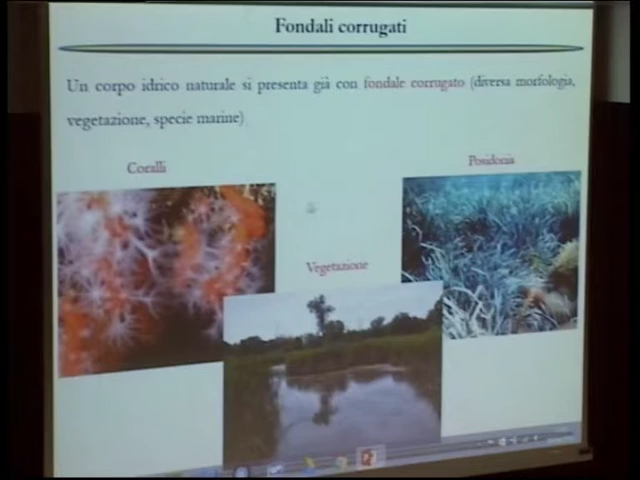 Fondali corrugati
Un corpo idrico naturale si presenta già con fondale corrugato (diversa morfologia,
vegetazione, specie marine)
Coralli
Posidonia
Vegetazione